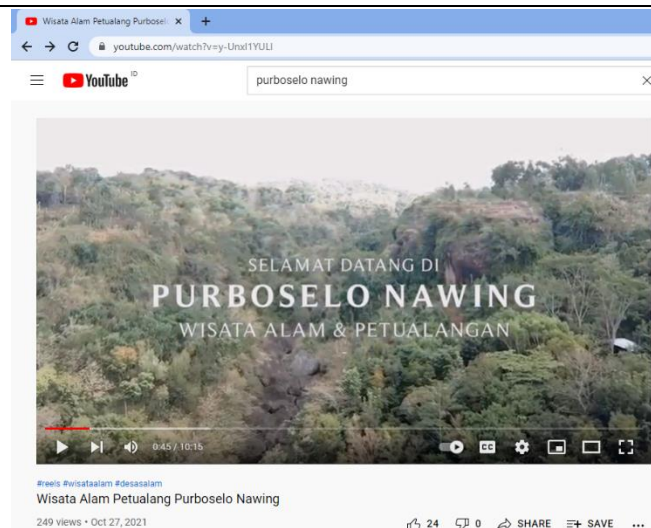 Wisata Alam Petualang Purbosel
youtube.com/watch?v=y-Unxl1YULI
YouTube ID
purboselo nawing
SELAMAT DATANG DI
PURBOSELO NAWING
WISATA ALAM & PETUALANGAN
0:45 / 10:15
CC
#reels #wisataalam #desasalam
Wisata Alam Petualang Purboselo Nawing
249 views • Oct 27, 2021 24 0 SHARE SAVE ...